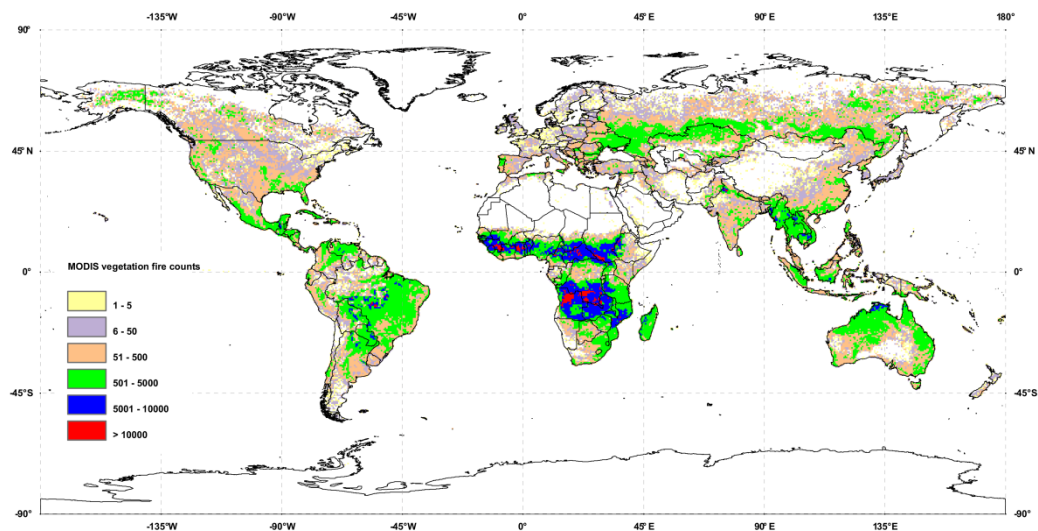 -135°W -90°W -45°W 0° 45° E 90° E 135°E 180°
90° 90°
45°N 45°N
0° 0°
-45°S -45°S
-90° -90°
-135°W -90°W -45°W 0° 45°E 90°E 135°E 180°
MODIS vegetation fire counts
1 - 5
6 - 50
51 - 500
501 - 5000
5001 - 10000
> 10000